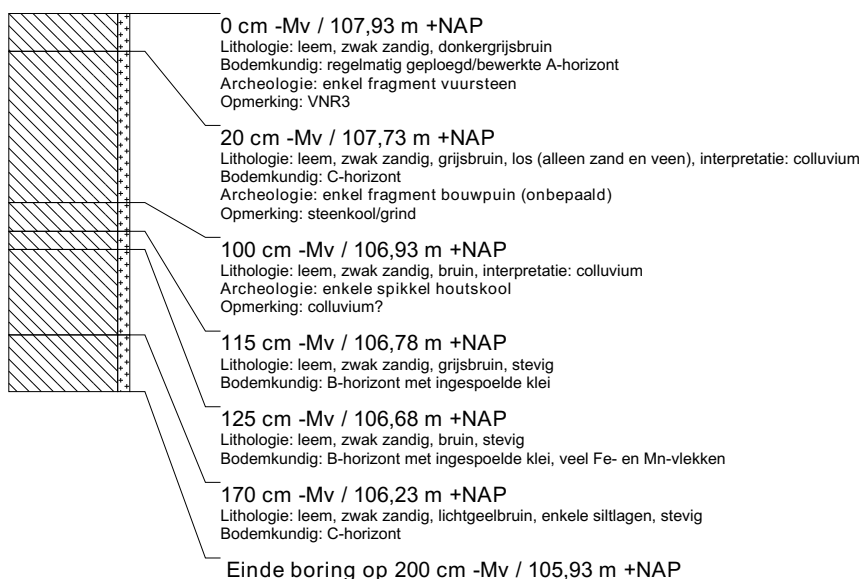 0 cm -Mv / 107,93 m +NAP
Lithologie: leem, zwak zandig, donkergrijsbruin
Bodemkundig: regelmatig geploegd/bewerkte A-horizont
Archeologie: enkel fragment vuursteen
Opmerking: VNR3
20 cm -Mv / 107,73 m +NAP
Lithologie: leem, zwak zandig, grijsbruin, los (alleen zand en veen), interpretatie: colluvium
Bodemkundig: C-horizont
Archeologie: enkel fragment bouwpuin (onbepaald)
Opmerking: steenkool/grind
100 cm -Mv / 106,93 m +NAP
Lithologie: leem, zwak zandig, bruin, interpretatie: colluvium
Archeologie: enkele spikkel houtskool
Opmerking: colluvium?
115 cm -Mv / 106,78 m +NAP
Lithologie: leem, zwak zandig, grijsbruin, stevig
Bodemkundig: B-horizont met ingespoelde klei
125 cm -Mv / 106,68 m +NAP
Lithologie: leem, zwak zandig, bruin, stevig
Bodemkundig: B-horizont met ingespoelde klei, veel Fe- en Mn-vlekken
170 cm -Mv / 106,23 m +NAP
Lithologie: leem, zwak zandig, lichtgeelbruin, enkele siltlagen, stevig
Bodemkundig: C-horizont
Einde boring op 200 cm -Mv / 105,93 m +NAP